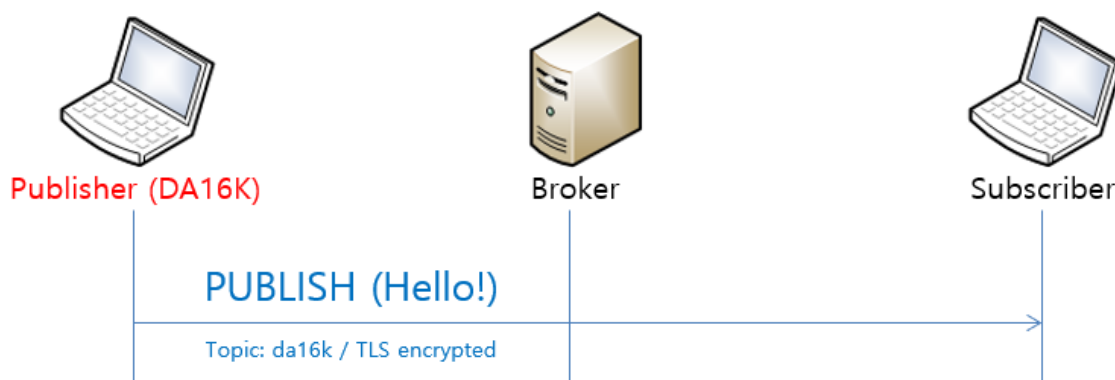 Publisher (DA16K)
Broker
Subscriber
PUBLISH (Hello!)
Topic: da16k / TLS encrypted